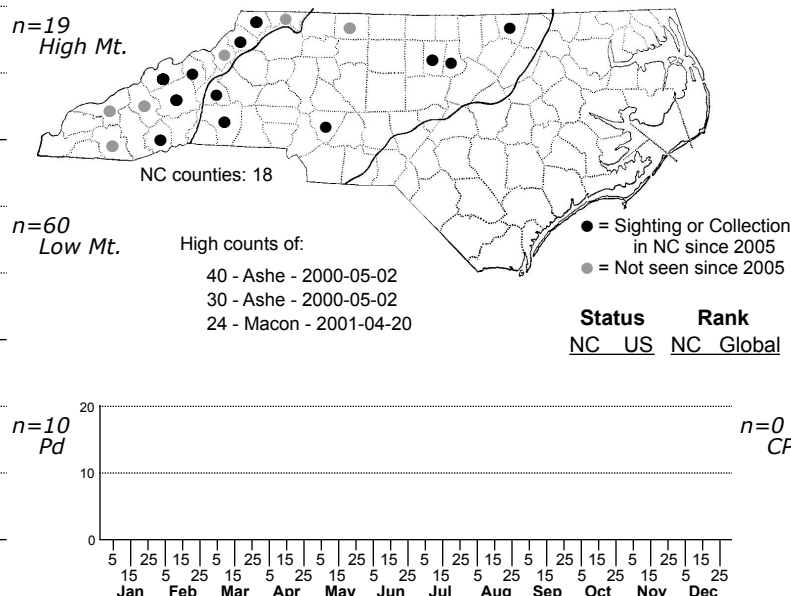 n=19
High Mt.
NC counties: 18
n=60
Low Mt.
High counts of:
40 - Ashe - 2000-05-02
30 - Ashe - 2000-05-02
24 - Macon - 2001-04-20
= Sighting or Collection
in NC since 2005
= Not seen since 2005
Status Rank
NC US NC Global
n=10
Pd
20
10
0
n=0
CP
5 25 15 5 25 15 5 25 15 5 25 15 5 25 15 5 25 15
15 5 25 15 5 25 15 5 25 15 5 25 15 5 25 15 5 25
Jan Feb Mar Apr May Jun Jul Aug Sep Oct Nov Dec